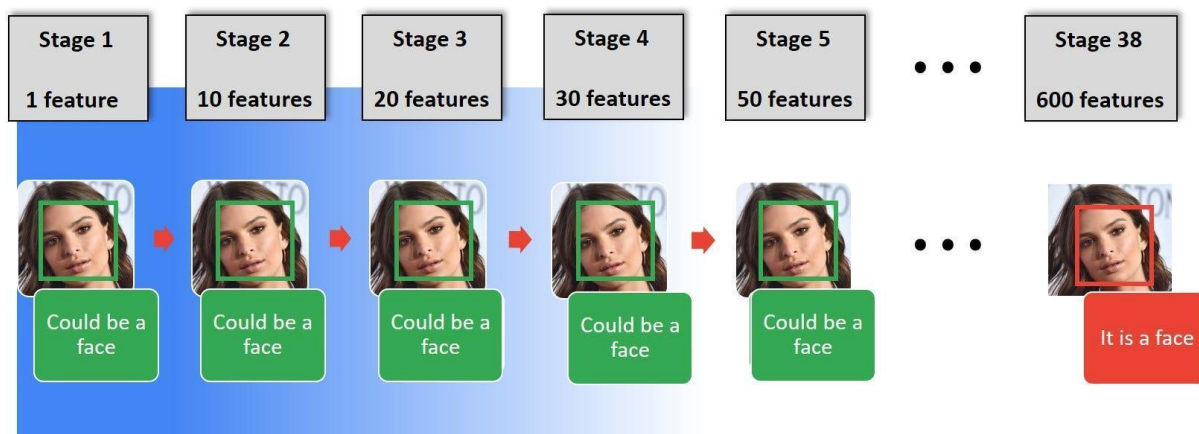 Stage 1
1 feature
Stage 2
10 features
Stage 3
20 features
Stage 4
30 features
Stage 5
50 features
Stage 38
600 features
Could be a
face
Could be a
face
Could be a
face
Could be a
face
Could be a
face
It is a face